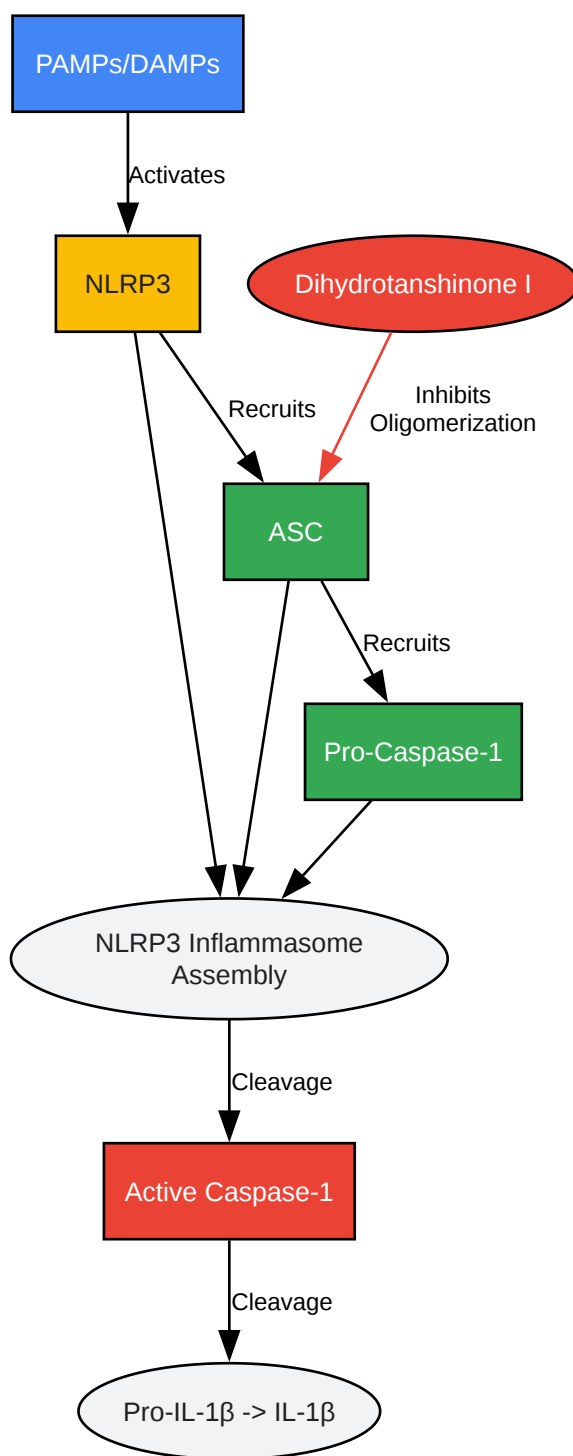 PAMPs/DAMPs
Activates
NLRP3
Dihydrotanshinone I
Recruits
Inhibits
Oligomerization
ASC
Recruits
Pro-Caspase-1
NLRP3 Inflammasome
Assembly
Cleavage
Active Caspase-1
Cleavage
Pro-IL-1β -> IL-1β